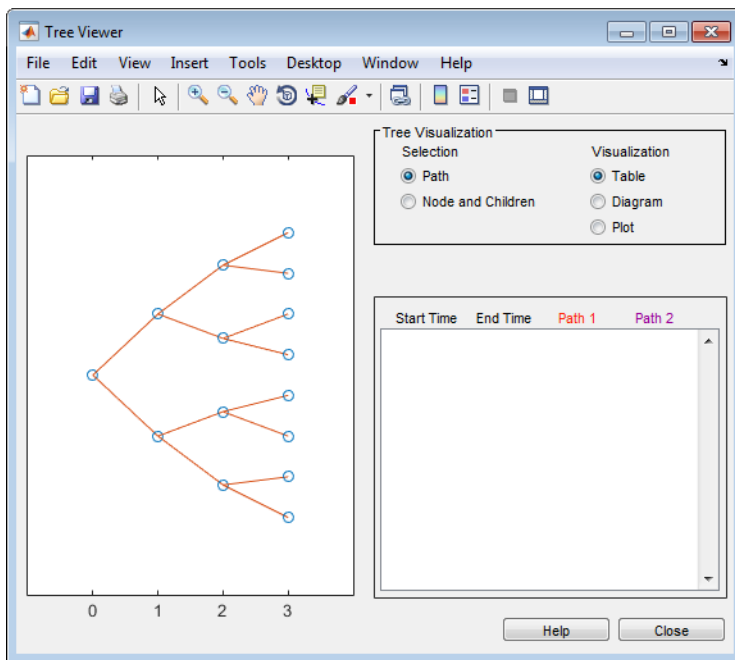 Tree Viewer
File Edit View Insert Tools Desktop Window Help
Tree Visualization
Selection Visualization
Path Table
Node and Children Diagram
Plot
Start Time End Time Path 1 Path 2
0 1 2 3
Help Close